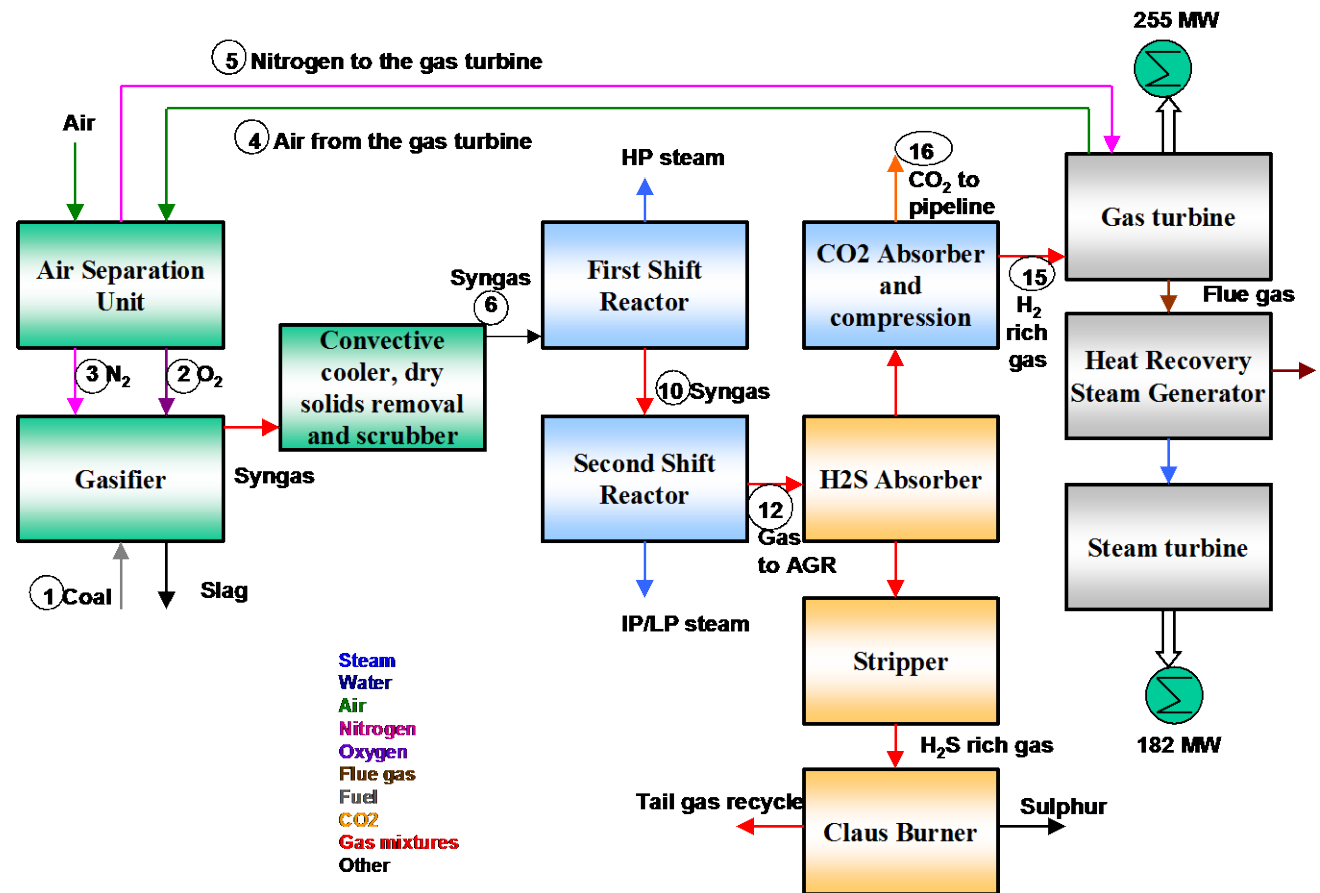 255 MW
5 Nitrogen to the gas turbine
Σ
Air
4 Air from the gas turbine
HP steam
16
CO₂ to
pipeline
Air Separation
Unit
First Shift
Reactor
CO2 Absorber
and
compression
Gas turbine
Syngas
6
15
H₂
rich
gas
Flue gas
3 N₂
2 O₂
Convective
cooler, dry
solids removal
and scrubber
Heat Recovery
Steam Generator
10 Syngas
Gasifier
Syngas
Second Shift
Reactor
H2S Absorber
12
Gas
to AGR
Steam turbine
1 Coal
Slag
IP/LP steam
Stripper
Σ
182 MW
H₂S rich gas
Steam
Water
Air
Nitrogen
Oxygen
Flue gas
Fuel
CO2
Gas mixtures
Other
Tail gas recycle
Claus Burner
Sulphur